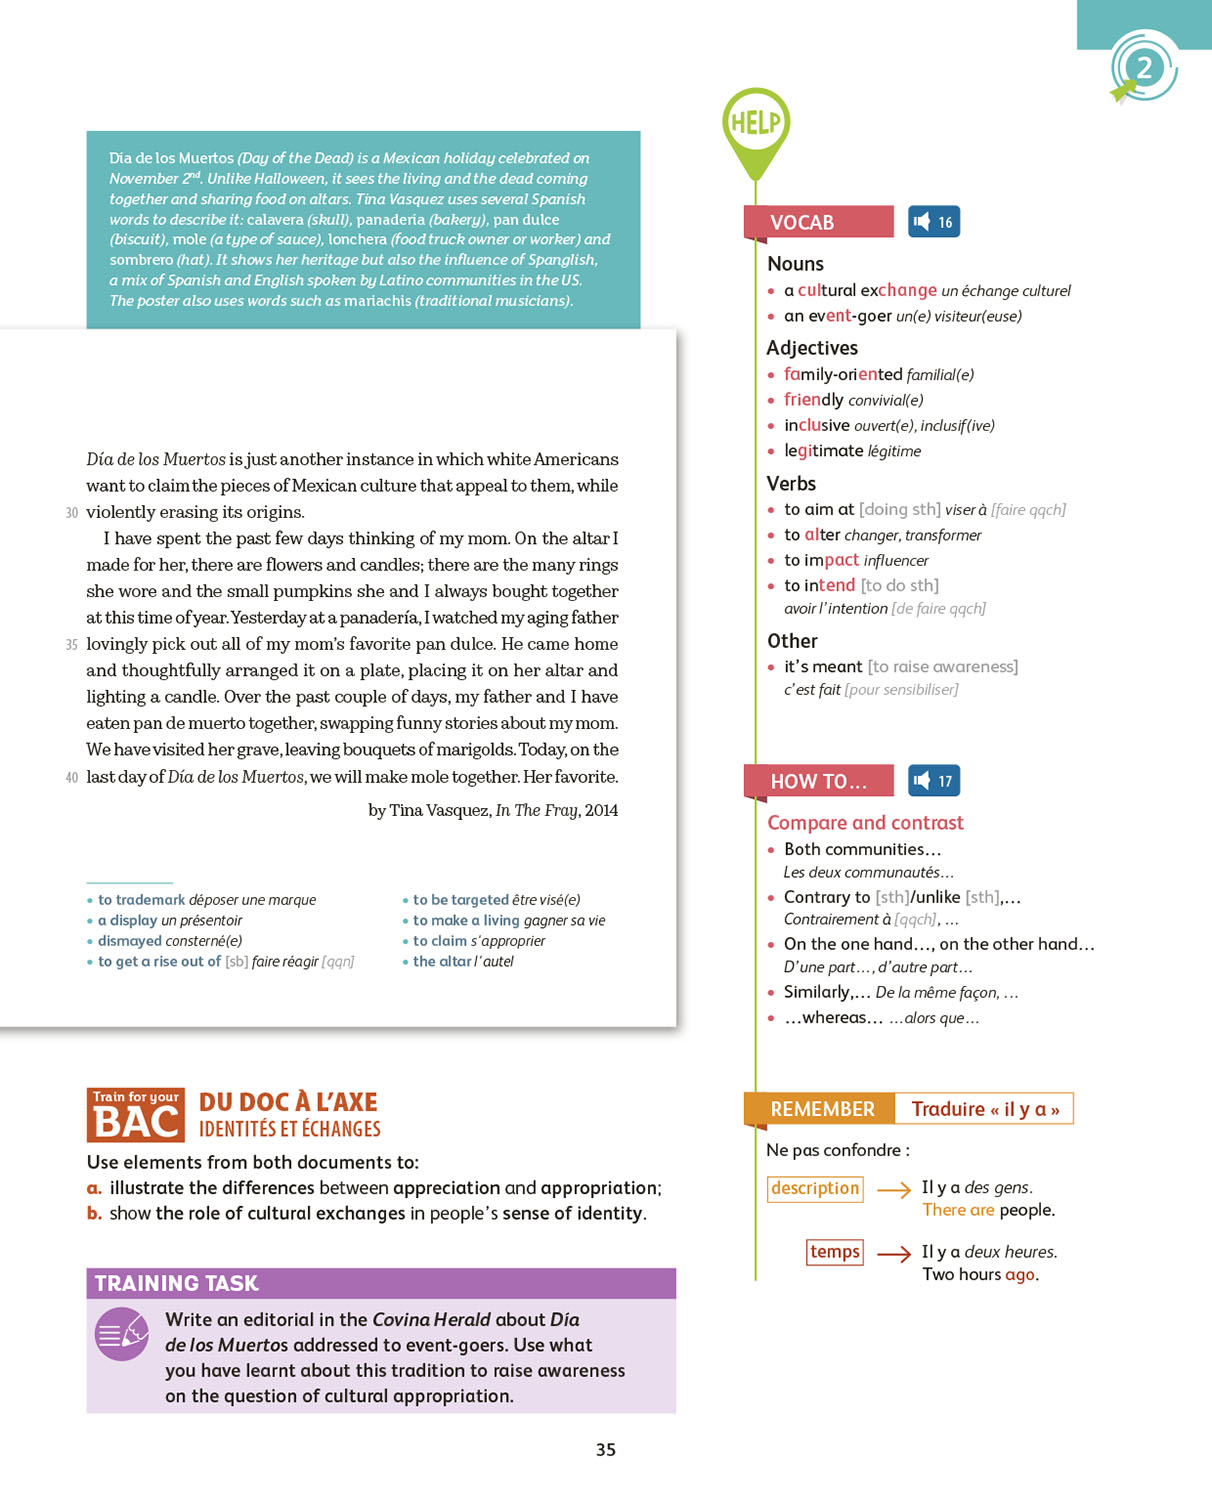 2
Día de los Muertos (Day of the Dead) is a Mexican holiday celebrated on
November 2nd. Unlike Halloween, it sees the living and the dead coming
together and sharing food on altars. Tina Vasquez uses several Spanish
words to describe it: calavera (skull), panadería (bakery), pan dulce
(biscuit), mole (a type of sauce), lonchera (food truck owner or worker) and
sombrero (hat). It shows her heritage but also the influence of Spanglish,
a mix of Spanish and English spoken by Latino communities in the US.
The poster also uses words such as mariachis (traditional musicians).
Día de los Muertos is just another instance in which white Americans
want to claim the pieces of Mexican culture that appeal to them, while
30 violently erasing its origins.
I have spent the past few days thinking of my mom. On the altar I
made for her, there are flowers and candles; there are the many rings
she wore and the small pumpkins she and I always bought together
at this time of year. Yesterday at a panadería, I watched my aging father
35 lovingly pick out all of my mom's favorite pan dulce. He came home
and thoughtfully arranged it on a plate, placing it on her altar and
lighting a candle. Over the past couple of days, my father and I have
eaten pan de muerto together, swapping funny stories about my mom.
We have visited her grave, leaving bouquets of marigolds. Today, on the
40 last day of Día de los Muertos, we will make mole together. Her favorite.
by Tina Vasquez, In The Fray, 2014
• to trademark déposer une marque
• a display un présentoir
• dismayed consterné(e)
• to get a rise out of [sb] faire réagir [qqn]
• to be targeted être visé(e)
• to make a living gagner sa vie
• to claim s'approprier
• the altar l'autel
Train for your
BAC
DU DOC À L'AXE
IDENTITÉS ET ÉCHANGES
Use elements from both documents to:
a. illustrate the differences between appreciation and appropriation;
b. show the role of cultural exchanges in people's sense of identity.
TRAINING TASK
Write an editorial in the Covina Herald about Día
de los Muertos addressed to event-goers. Use what
you have learnt about this tradition to raise awareness
on the question of cultural appropriation.
HELP
VOCAB 16
Nouns
• a cultural exchange un échange culturel
• an event-goer un(e) visiteur(euse)
Adjectives
• family-oriented familial(e)
• friendly convivial(e)
• inclusive ouvert(e), inclusif(ive)
• legitimate légitime
Verbs
• to aim at [doing sth] viser à [faire qqch]
• to alter changer, transformer
• to impact influencer
• to intend [to do sth]
avoir l'intention [de faire qqch]
Other
• it's meant [to raise awareness]
c'est fait [pour sensibiliser]
HOW TO... 17
Compare and contrast
• Both communities...
Les deux communautés...
• Contrary to [sth]/unlike [sth],...
Contrairement à [qqch], ...
• On the one hand..., on the other hand...
D'une part..., d'autre part...
• Similarly,... De la même façon, ...
• ...whereas... ...alors que...
REMEMBER Traduire « il y a »
Ne pas confondre :
description → Il y a des gens.
There are people.
temps → Il y a deux heures.
Two hours ago.
35